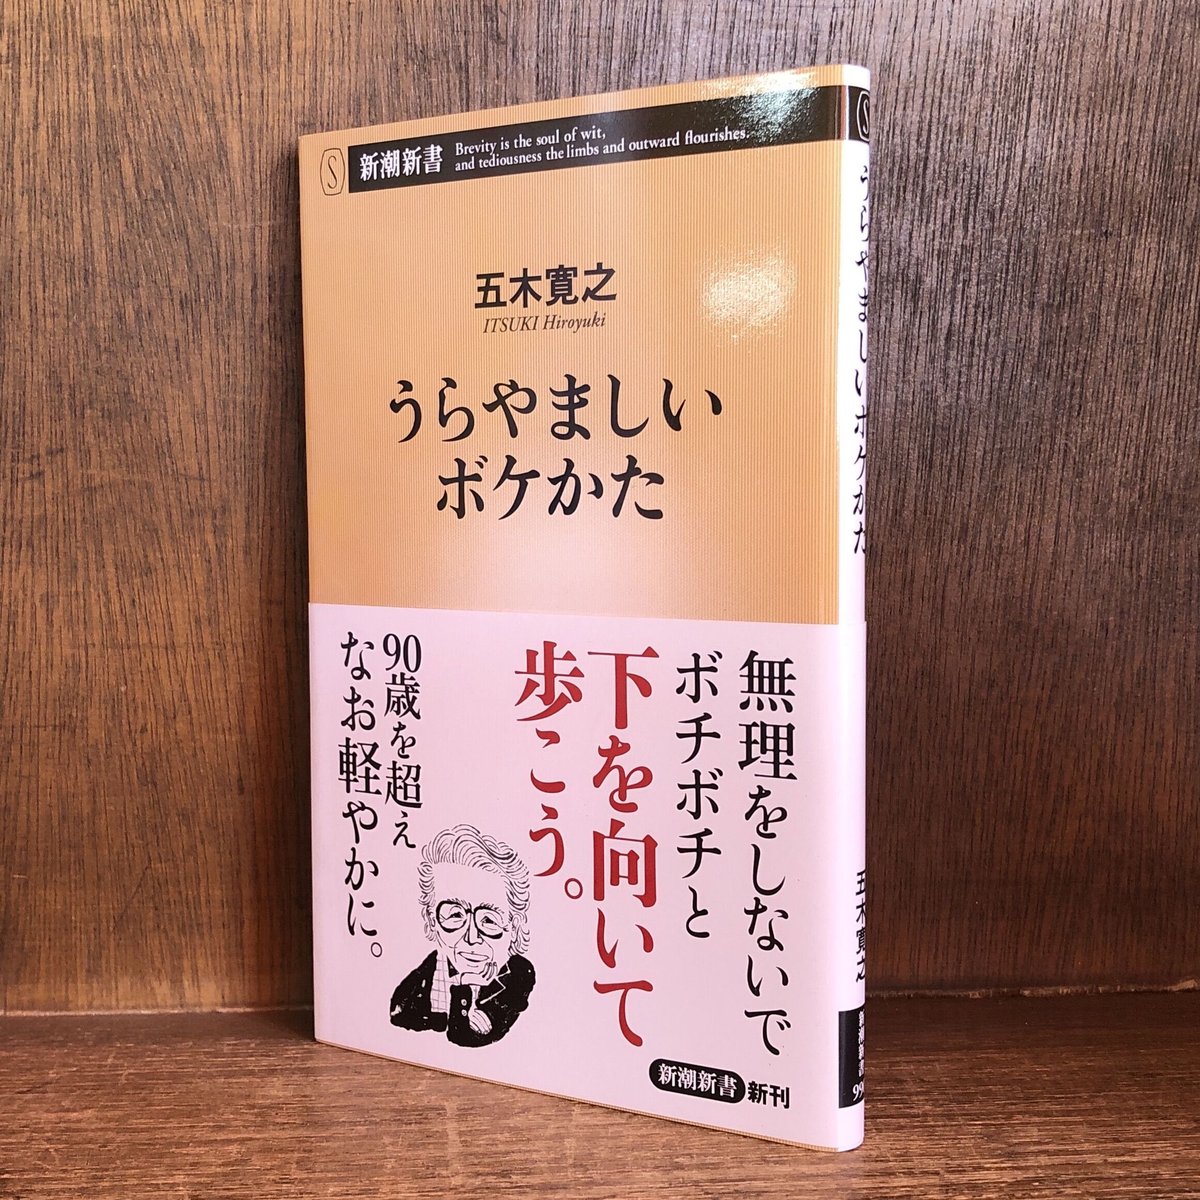 S
新潮新書
Brevity is the soul of wit,
and tediousness the limbs and outward flourishes.
五木寛之
ITSUKI Hiroyuki
うらやましい
ボケかた
無理をしないで
ボチボチと
下を向いて
歩こう。
90歳を超え
なお軽やかに。
新潮新書 新刊
S
うらやましいボケかた
五木寛之
新潮新書